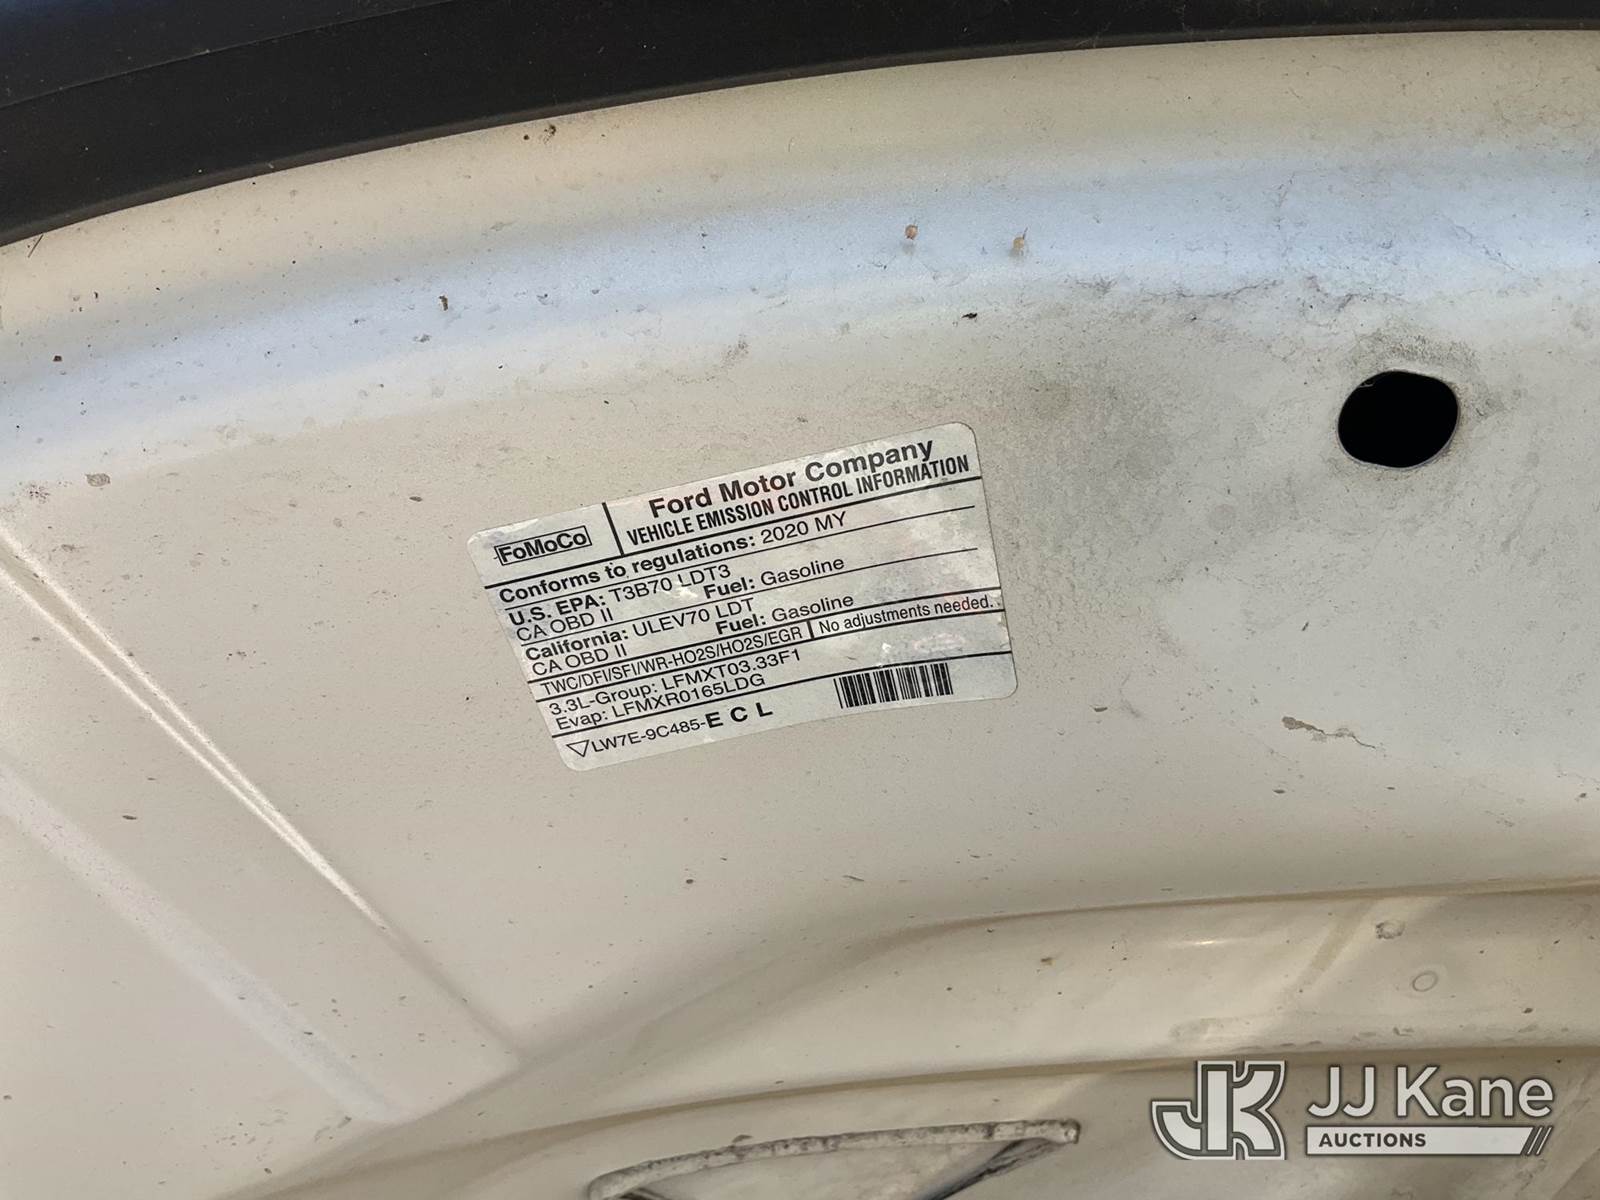 FoMoCo
Ford Motor Company
VEHICLE EMISSION CONTROL INFORMATION
Conforms to regulations: 2020 MY
U.S. EPA: T3B70 LDT3
CA OBD II Fuel: Gasoline
California: ULEV70 LDT
CA OBD II Fuel: Gasoline
TWC/DFI/SFI/WR-HO2S/HO2S/EGR No adjustments needed.
3.3L-Group: LFMXT03.33F1
Evap: LFMXR0165LDG
LW7E-9C485-ECL
JK JJ Kane
AUCTIONS